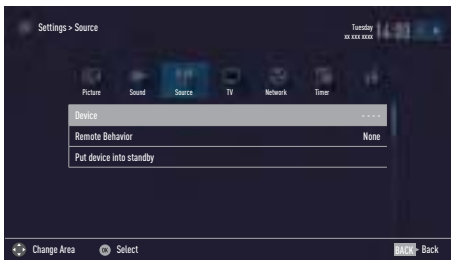 Settings > Source
Tuesday
xx xxx xxxx
Picture Sound Source TV Network Timer
Device - - - -
Remote Behavior None
Put device into standby
Change Area OK Select BACK Back